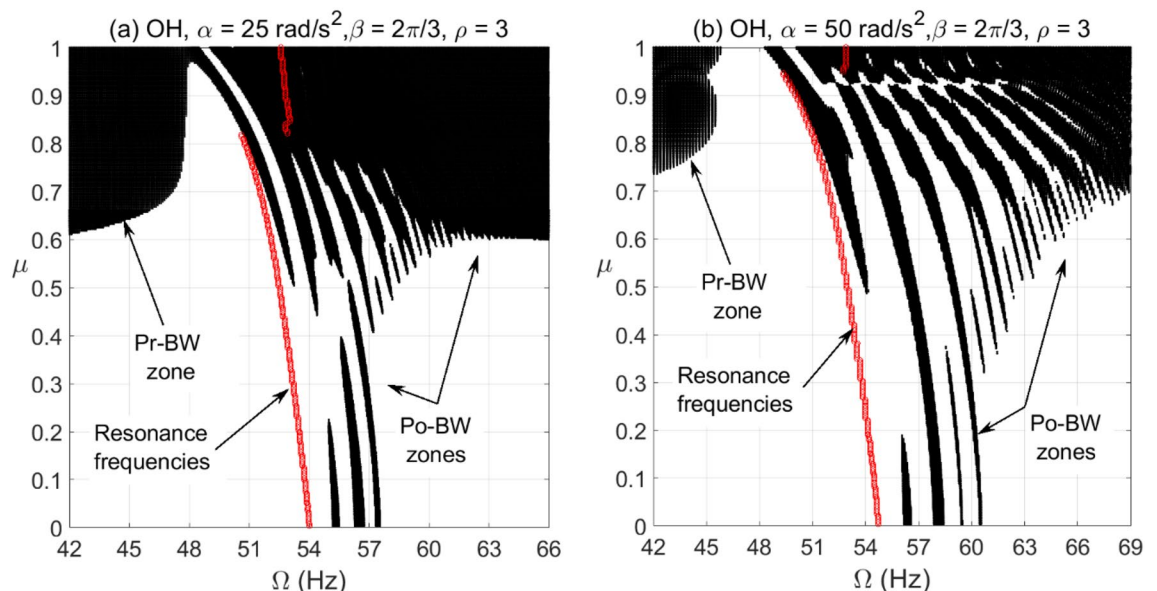 (a) OH, α = 25 rad/s²,β = 2π/3, ρ = 3
1
0.9
0.8
0.7
0.6
μ
0.5
0.4
0.3
0.2
0.1
0
Pr-BW
zone
Resonance
frequencies
Po-BW
zones
42 45 48 51 54 57 60 63 66
Ω (Hz)
(b) OH, α = 50 rad/s²,β = 2π/3, ρ = 3
1
0.9
0.8
0.7
0.6
μ
0.5
0.4
0.3
0.2
0.1
0
Pr-BW
zone
Resonance
frequencies
Po-BW
zones
42 45 48 51 54 57 60 63 66 69
Ω (Hz)